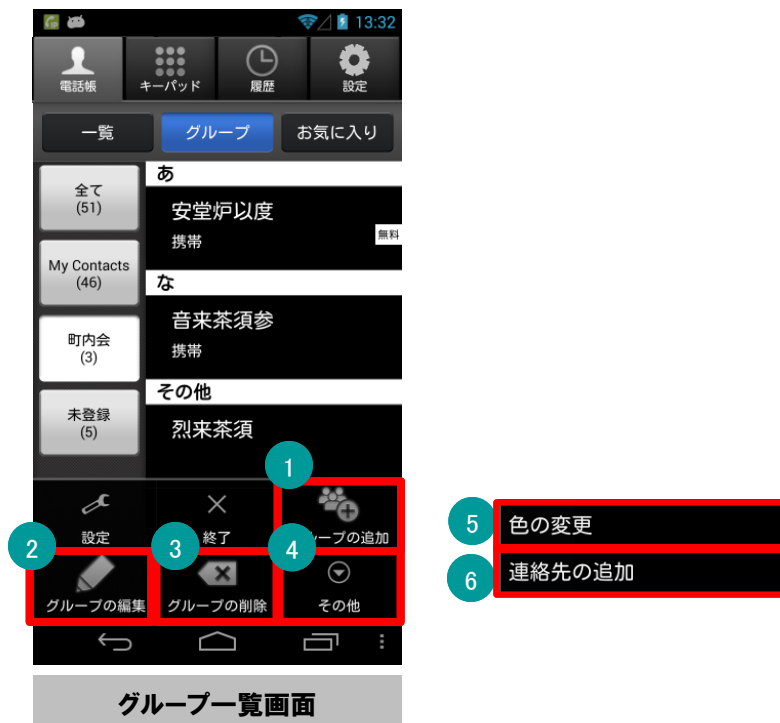 13:32
電話帳
キーパッド
履歴
設定
一覧
グループ
お気に入り
全て
(51)
My Contacts
(46)
町内会
(3)
未登録
(5)
あ
安堂炉以度
携帯
無料
な
音来茶須参
携帯
その他
烈来茶須
1
設定
終了
ループの追加
2
3
4
グループの編集
グループの削除
その他
5
色の変更
6
連絡先の追加
グループ一覧画面